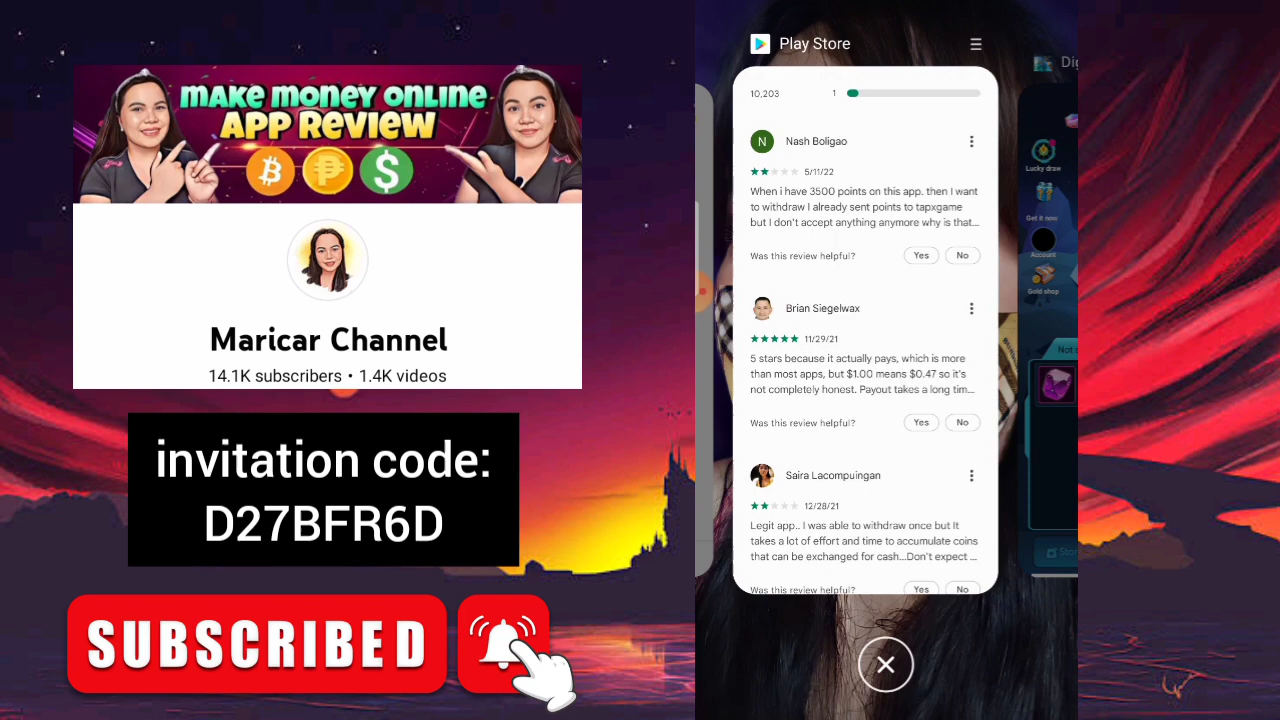 MAKE MONEY ONLINE
APP REVIEW
Maricar Channel
14.1K subscribers • 1.4K videos
invitation code:
D27BFR6D
SUBSCRIBED
Play Store
10,203
1
N
Nash Boligao
5/11/22
When i have 3500 points on this app. then I want
to withdraw I already sent points to tapxgame
but I don't accept anything anymore why is that...
Was this review helpful?
Yes
No
Brian Siegelwax
11/29/21
5 stars because it actually pays, which is more
than most apps, but $1.00 means $0.47 so it's
not completely honest. Payout takes a long tim...
Was this review helpful?
Yes
No
Saira Lacompuingan
12/28/21
Legit app.. I was able to withdraw once but It
takes a lot of effort and time to accumulate coins
that can be exchanged for cash...Don't expect ...
Was this review helpful?
Yes
No
Dig
Lucky draw
Get it now
Account
Gold shop
Not